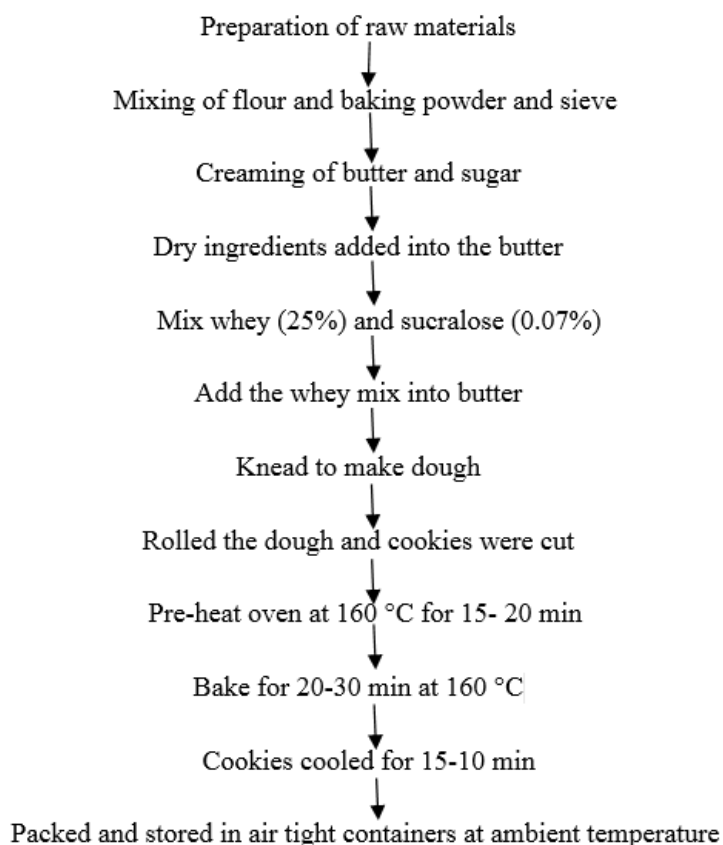 Preparation of raw materials
Mixing of flour and baking powder and sieve
Creaming of butter and sugar
Dry ingredients added into the butter
Mix whey (25%) and sucralose (0.07%)
Add the whey mix into butter
Knead to make dough
Rolled the dough and cookies were cut
Pre-heat oven at 160 °C for 15- 20 min
Bake for 20-30 min at 160 °C
Cookies cooled for 15-10 min
Packed and stored in air tight containers at ambient temperature